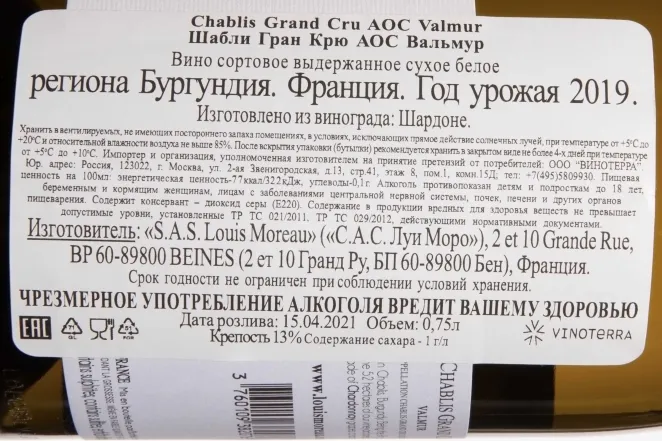 Chablis Grand Cru AOC Valmur
Шабли Гран Крю АОС Вальмур
Вино сортовое выдержанное сухое белое
региона Бургундия. Франция. Год урожая 2019.
Изготовлено из винограда: Шардоне.
Хранить в вентилируемых, не имеющих постороннего запаха помещениях, в условиях, исключающих прямое действие солнечных лучей, при температуре от +5°C до
+20°C и относительной влажности воздуха не выше 85%. После вскрытия упаковки (бутылки) рекомендуется хранить в закрытом виде не более 4-х дней при температуре
от +5°C до +10°C. Импортер и организация, уполномоченная изготовителем на принятие претензий от потребителей: ООО "ВИНОТЕРРА"
Юр. адрес: Россия, 123022, г. Москва, ул. 2-ая Звенигородская, д.13, стр.41, этаж 8, пом.1, комн.15Д; тел: +7(495)5809930. Пищевая
ценность на 100мл: энергетическая ценность-77ккал/322кДж, углеводы-0,1г. Алкоголь противопоказан детям и подросткам до 18 лет,
беременным и кормящим женщинам, лицам с заболеваниями центральной нервной системы, почек, печени и других органов
пищеварения. Содержит консервант – диоксид серы (E220). Содержание в продукции вредных для здоровья веществ не превышает
допустимые уровни, установленные ТР ТС 021/2011, ТР ТС 029/2012, действующими нормативными документами.
Изготовитель: «S.A.S. Louis Moreau» («С.А.С. Луи Моро»), 2 et 10 Grande Rue,
BP 60-89800 BEINES (2 ет 10 Гранд Ру, БП 60-89800 Бен), Франция.
Срок годности не ограничен при соблюдении условий хранения.
ЧРЕЗМЕРНОЕ УПОТРЕБЛЕНИЕ АЛКОГОЛЯ ВРЕДИТ ВАШЕМУ ЗДОРОВЬЮ
EAC
GL
FOR
Дата розлива: 15.04.2021 Объем: 0,75л
Крепость 13% Содержание сахара - 1 г/л
VINOTERRA
FRANCE
www.louismoreau
CHABLIS GRAND
VALMUR